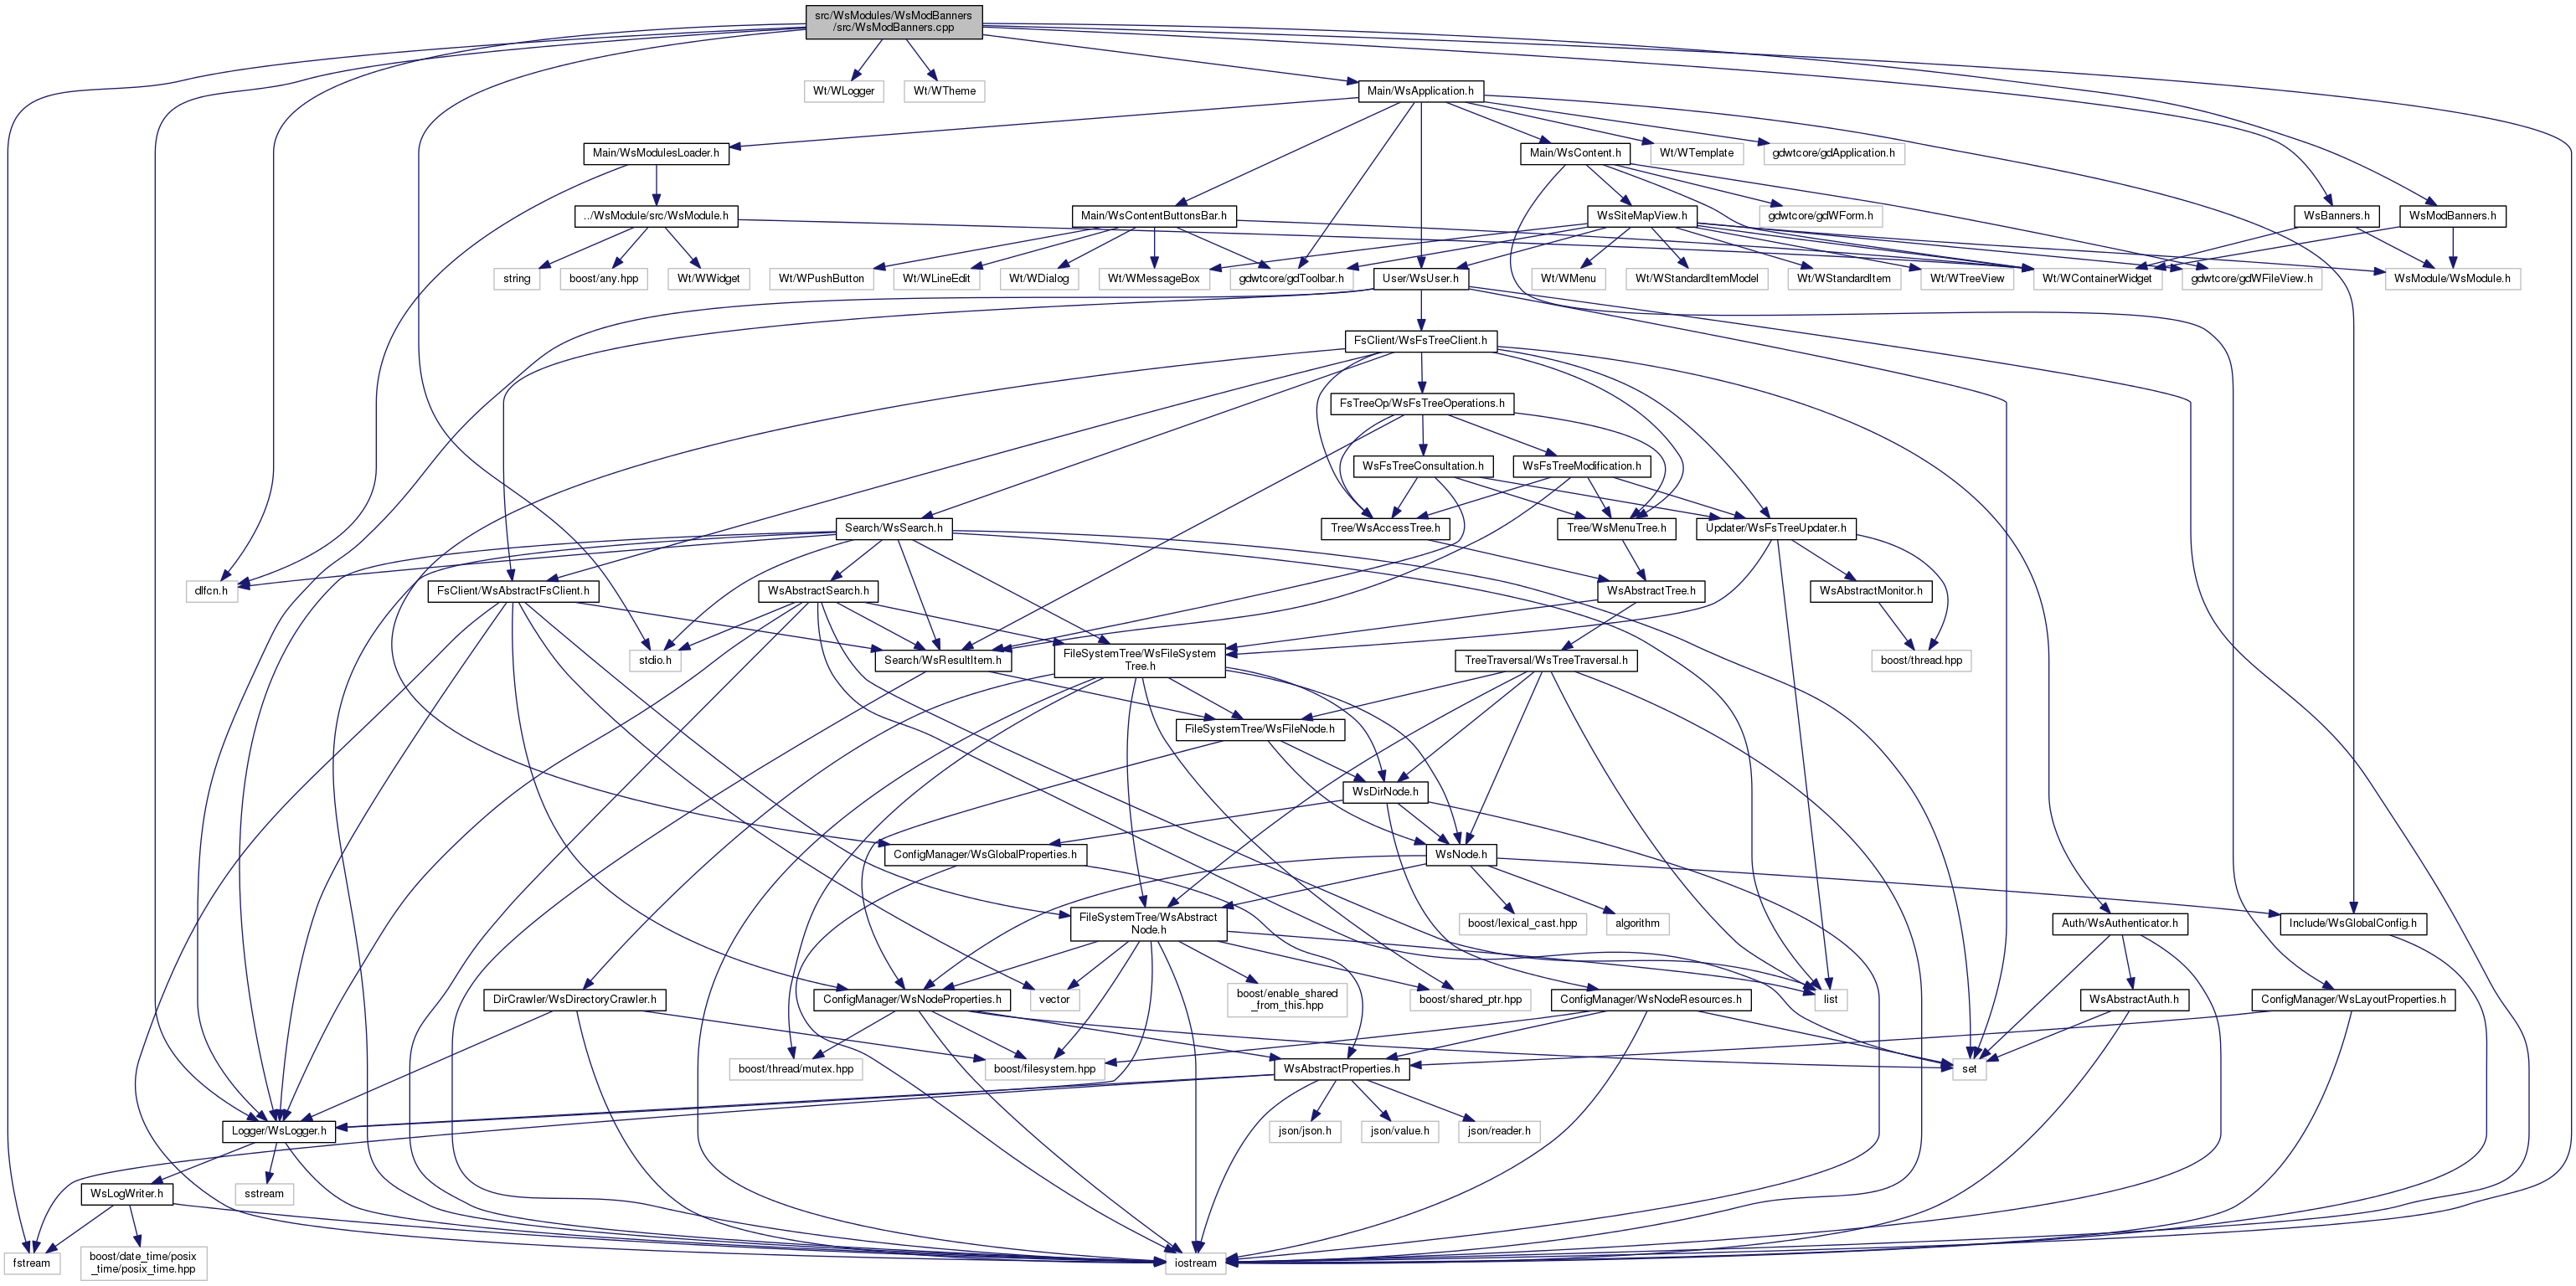 src/WsModules/WsModBanners
/src/WsModBanners.cpp
Wt/WLogger
Wt/WTheme
Main/WsApplication.h
Main/WsModulesLoader.h
Main/WsContent.h
Wt/WTemplate
gdwtcore/gdApplication.h
../WsModule/src/WsModule.h
Main/WsContentButtonsBar.h
WsSiteMapView.h
gdwtcore/gdWForm.h
WsBanners.h
WsModBanners.h
string
boost/any.hpp
Wt/WWidget
Wt/WPushButton
Wt/WLineEdit
Wt/WDialog
Wt/WMessageBox
gdwtcore/gdToolbar.h
User/WsUser.h
Wt/WMenu
Wt/WStandardItemModel
Wt/WStandardItem
Wt/WTreeView
Wt/WContainerWidget
gdwtcore/gdWFileView.h
WsModule/WsModule.h
FsClient/WsFsTreeClient.h
FsTreeOp/WsFsTreeOperations.h
WsFsTreeConsultation.h
WsFsTreeModification.h
Search/WsSearch.h
Tree/WsAccessTree.h
Tree/WsMenuTree.h
Updater/WsFsTreeUpdater.h
dlfcn.h
FsClient/WsAbstractFsClient.h
WsAbstractSearch.h
WsAbstractTree.h
WsAbstractMonitor.h
stdio.h
Search/WsResultItem.h
FileSystemTree/WsFileSystem
Tree.h
TreeTraversal/WsTreeTraversal.h
boost/thread.hpp
FileSystemTree/WsFileNode.h
WsDirNode.h
ConfigManager/WsGlobalProperties.h
WsNode.h
FileSystemTree/WsAbstract
Node.h
boost/lexical_cast.hpp
algorithm
Auth/WsAuthenticator.h
Include/WsGlobalConfig.h
DirCrawler/WsDirectoryCrawler.h
ConfigManager/WsNodeProperties.h
vector
boost/enable_shared
_from_this.hpp
boost/shared_ptr.hpp
ConfigManager/WsNodeResources.h
list
WsAbstractAuth.h
ConfigManager/WsLayoutProperties.h
boost/thread/mutex.hpp
boost/filesystem.hpp
WsAbstractProperties.h
set
Logger/WsLogger.h
json/json.h
json/value.h
json/reader.h
WsLogWriter.h
sstream
fstream
boost/date_time/posix
_time/posix_time.hpp
iostream